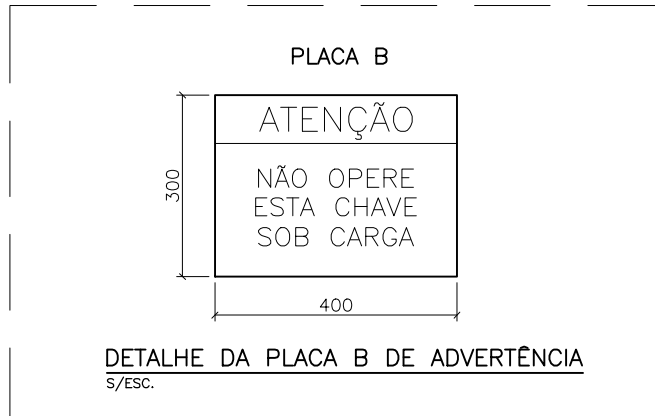 PLACA B
ATENÇÃO
NÃO OPERE
ESTA CHAVE
SOB CARGA
300
400
DETALHE DA PLACA B DE ADVERTÊNCIA
S/ESC.